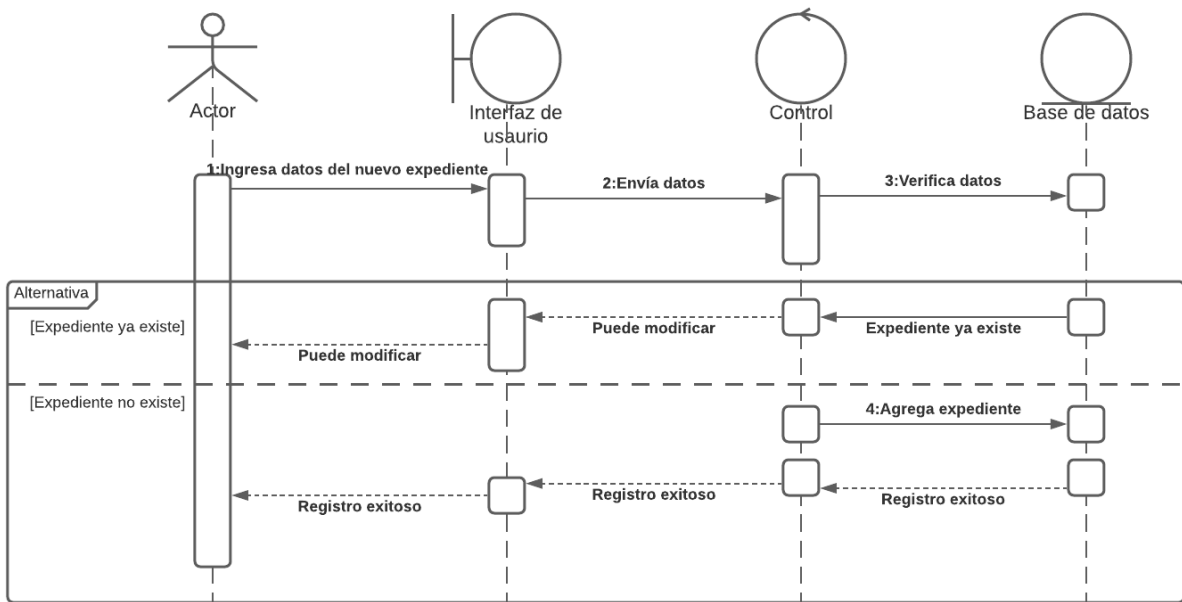 Actor
Interfaz de
usaurio
Control
Base de datos
1:Ingresa datos del nuevo expediente
2:Envía datos
3:Verifica datos
Alternativa
[Expediente ya existe]
Puede modificar
Expediente ya existe
Puede modificar
[Expediente no existe]
4:Agrega expediente
Registro exitoso
Registro exitoso
Registro exitoso